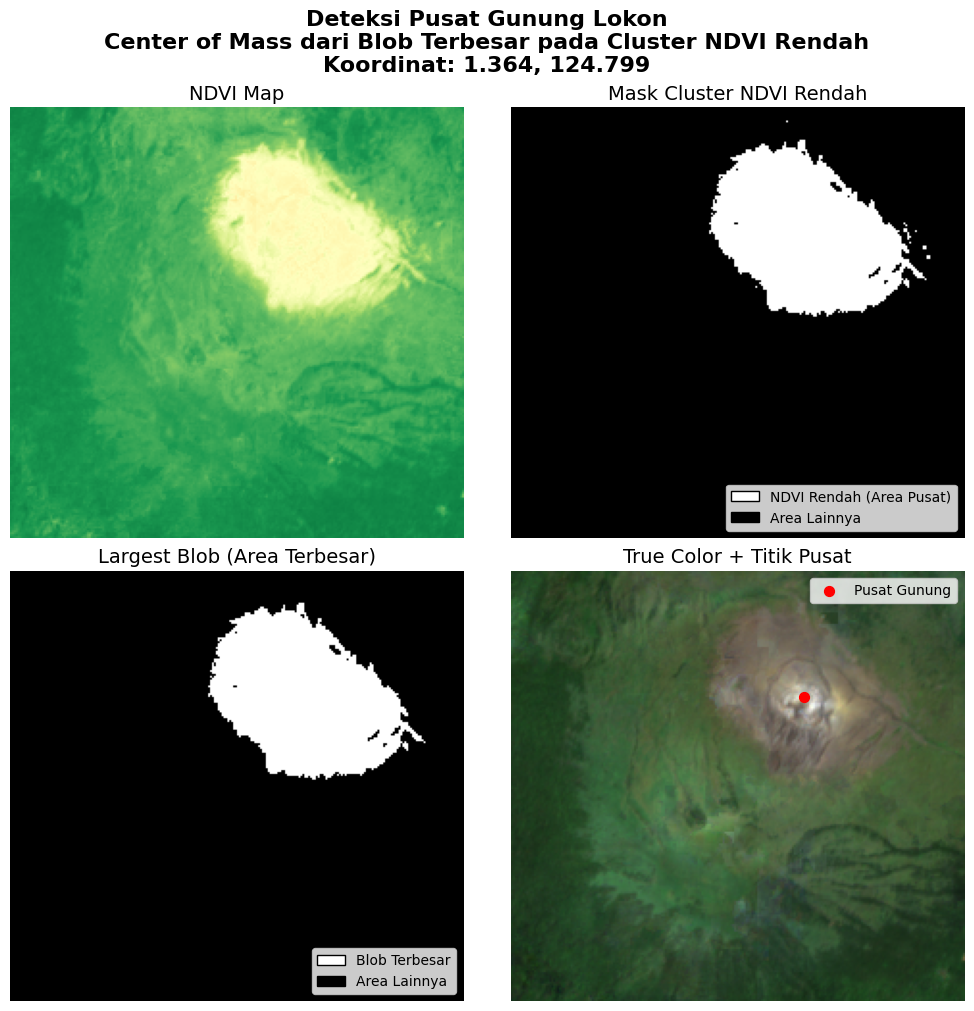 Deteksi Pusat Gunung Lokon
Center of Mass dari Blob Terbesar pada Cluster NDVI Rendah
Koordinat: 1.364, 124.799
NDVI Map
Mask Cluster NDVI Rendah
NDVI Rendah (Area Pusat)
Area Lainnya
Largest Blob (Area Terbesar)
True Color + Titik Pusat
Pusat Gunung
Blob Terbesar
Area Lainnya